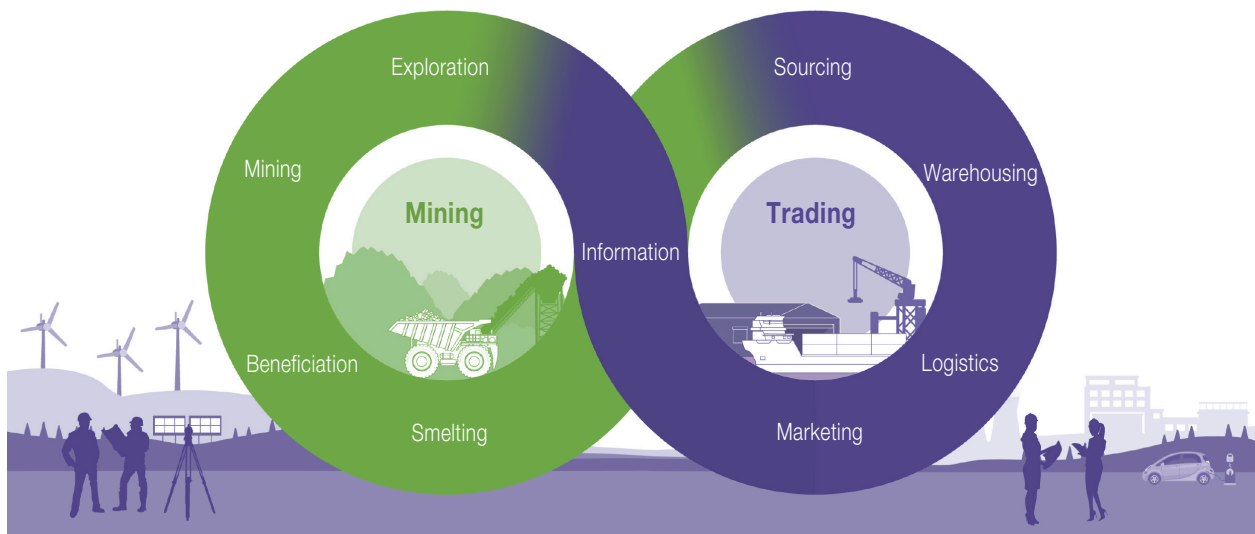 Exploration
Mining
Mining
Beneficiation
Smelting
Information
Sourcing
Warehousing
Trading
Logistics
Marketing